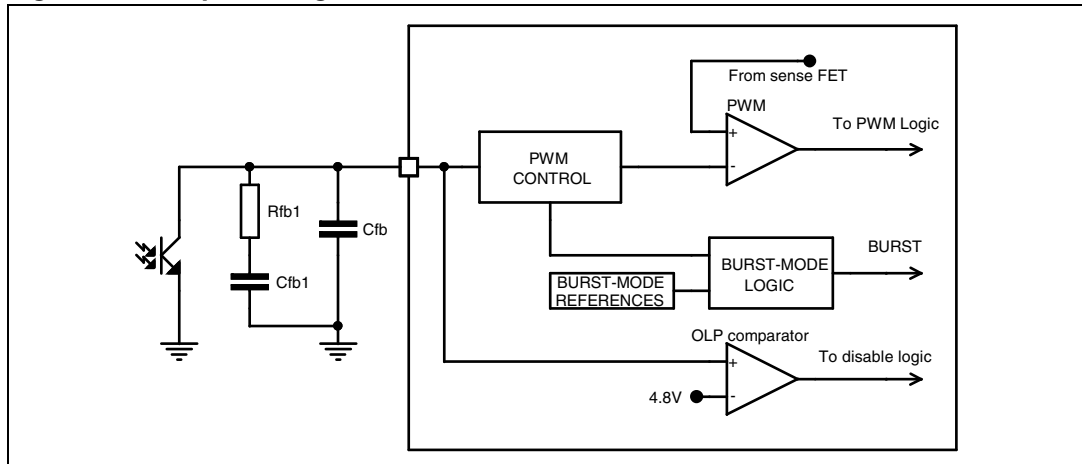 From sense FET
PWM
+
-
To PWM Logic
PWM
CONTROL
Rfb1
Cfb
Cfb1
BURST-MODE
REFERENCES
BURST-MODE
LOGIC
BURST
OLP comparator
+
-
4.8V
To disable logic